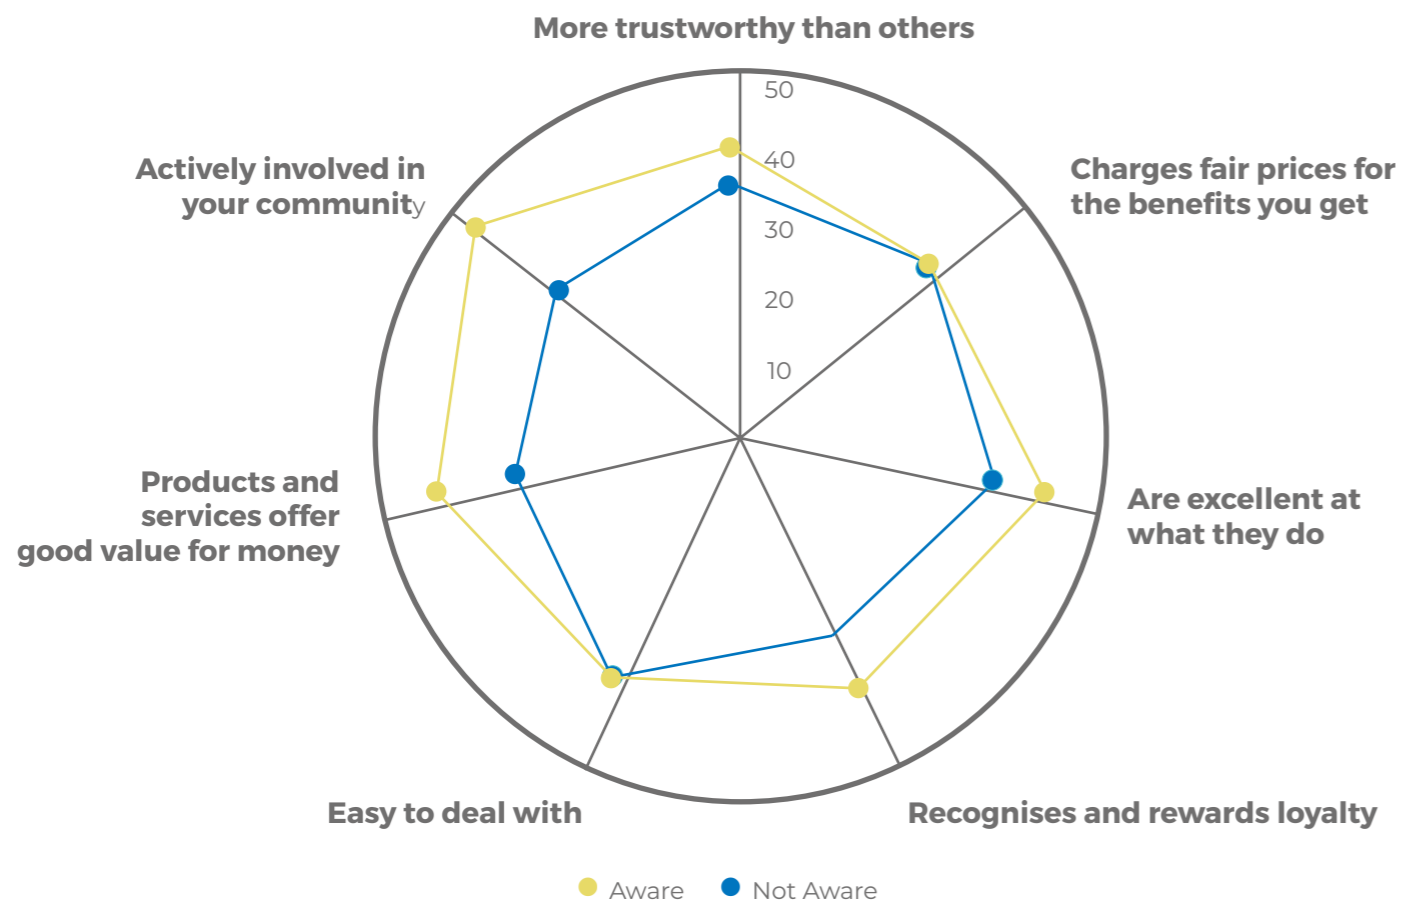 More trustworthy than others
50
Actively involved in
your community
40
Charges fair prices for
the benefits you get
30
20
10
Products and
services offer
good value for money
Are excellent at
what they do
Easy to deal with
Recognises and rewards loyalty
Aware
Not Aware